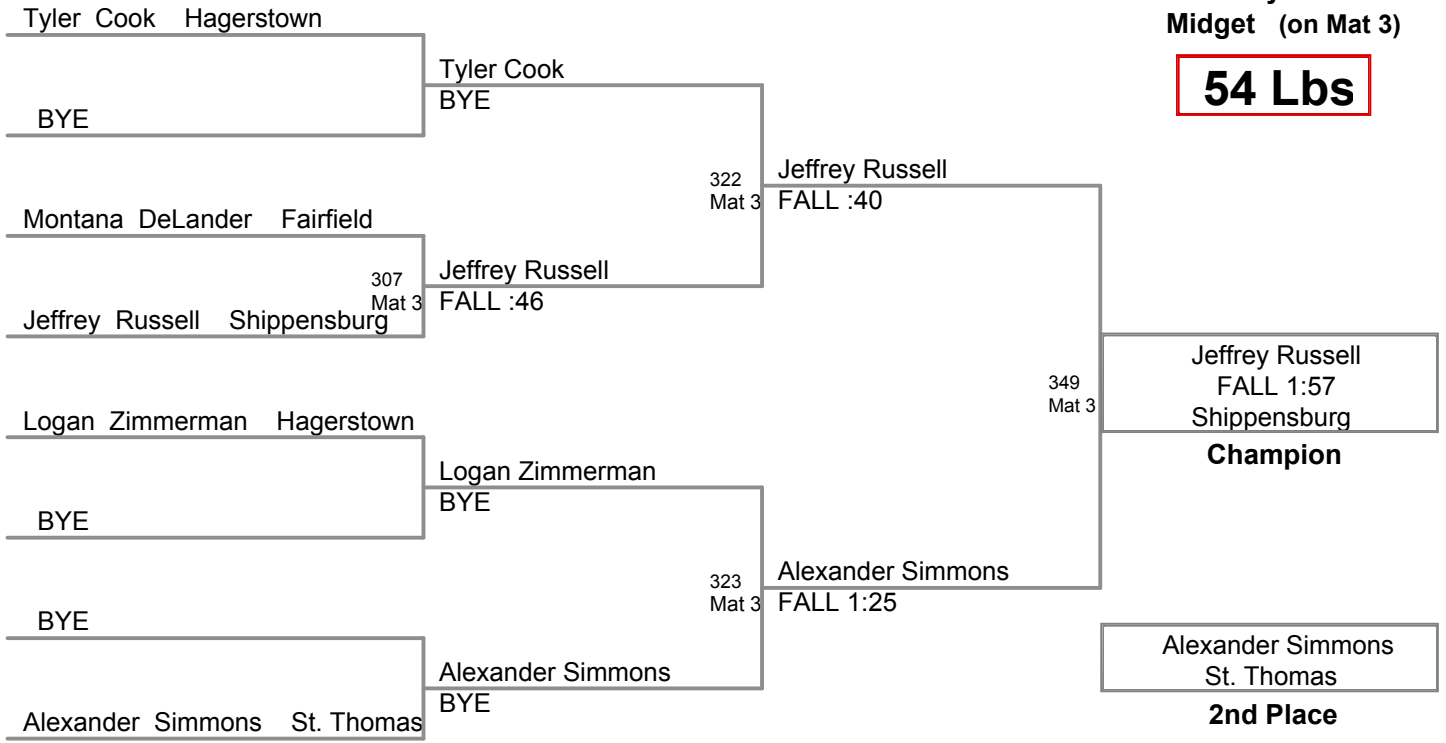 Tyler Cook Hagerstown
BYE
Montana DeLander Fairfield
307
Mat 3
Jeffrey Russell Shippensburg
Logan Zimmerman Hagerstown
BYE
BYE
Alexander Simmons St. Thomas
Tyler Cook
BYE
322
Mat 3
Jeffrey Russell
FALL :46
Logan Zimmerman
BYE
323
Mat 3
Alexander Simmons
BYE
Jeffrey Russell
FALL :40
349
Mat 3
Alexander Simmons
FALL 1:25
Midget (on Mat 3)
54 Lbs
Jeffrey Russell
FALL 1:57
Shippensburg
Champion
Alexander Simmons
St. Thomas
2nd Place